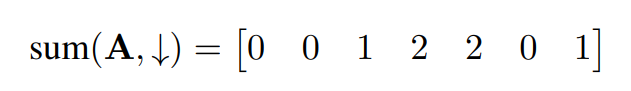 sum(A, ↓) = [0 0 1 2 2 0 1]